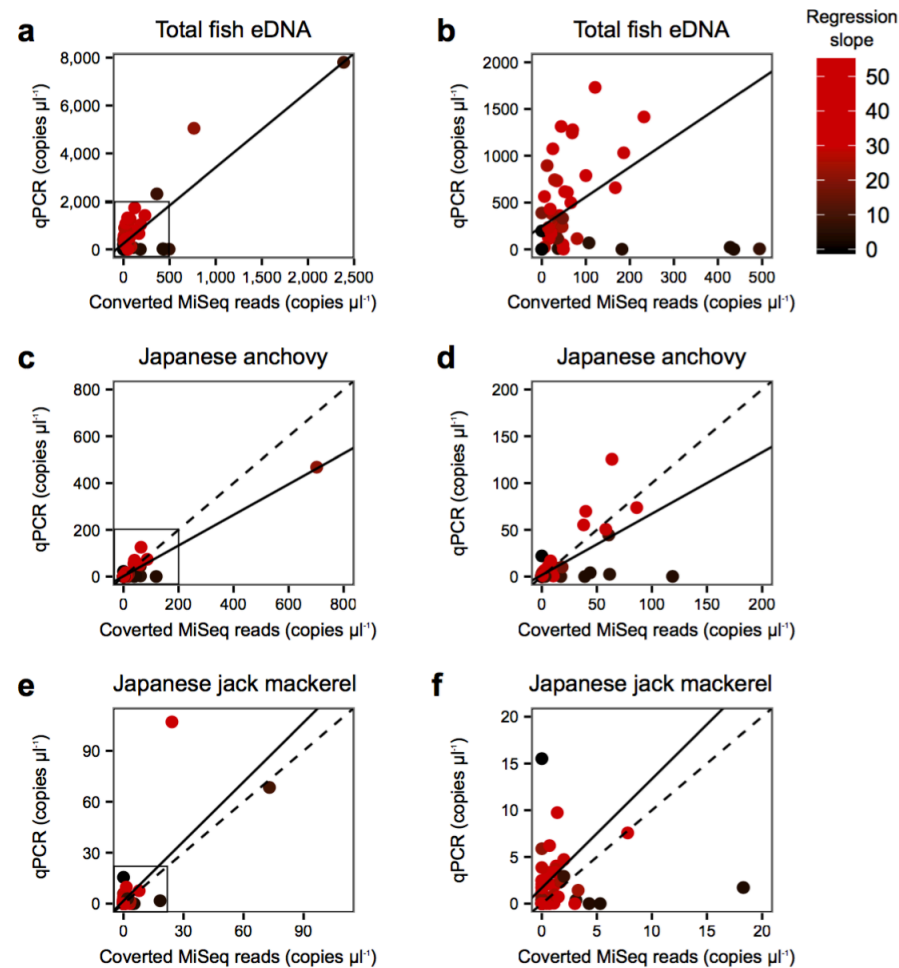 a
Total fish eDNA
qPCR (copies µl⁻¹)
8,000
6,000
4,000
2,000
0
0
500
1,000
1,500
2,000
2,500
Converted MiSeq reads (copies µl⁻¹)
b
Total fish eDNA
qPCR (copies µl⁻¹)
2000
1500
1000
500
0
0
100
200
300
400
500
Converted MiSeq reads (copies µl⁻¹)
Regression
slope
50
40
30
20
10
0
c
Japanese anchovy
qPCR (copies µl⁻¹)
800
600
400
200
0
0
200
400
600
800
Coverted MiSeq reads (copies µl⁻¹)
d
Japanese anchovy
qPCR (copies µl⁻¹)
200
150
100
50
0
0
50
100
150
200
Coverted MiSeq reads (copies µl⁻¹)
e
Japanese jack mackerel
qPCR (copies µl⁻¹)
90
60
30
0
0
30
60
90
Coverted MiSeq reads (copies µl⁻¹)
f
Japanese jack mackerel
qPCR (copies µl⁻¹)
20
15
10
5
0
0
5
10
15
20
Coverted MiSeq reads (copies µl⁻¹)